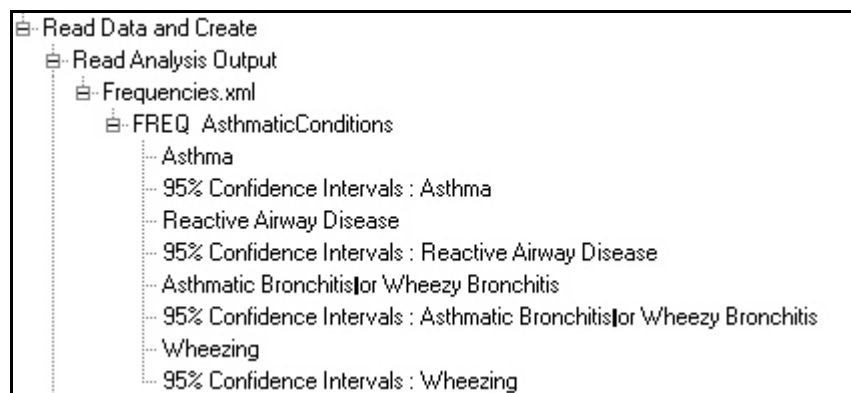 Read Data and Create
Read Analysis Output
Frequencies.xml
FREQ AsthmaticConditions
Asthma
95% Confidence Intervals : Asthma
Reactive Airway Disease
95% Confidence Intervals : Reactive Airway Disease
Asthmatic Bronchitis|or Wheezy Bronchitis
95% Confidence Intervals : Asthmatic Bronchitis|or Wheezy Bronchitis
Wheezing
95% Confidence Intervals : Wheezing